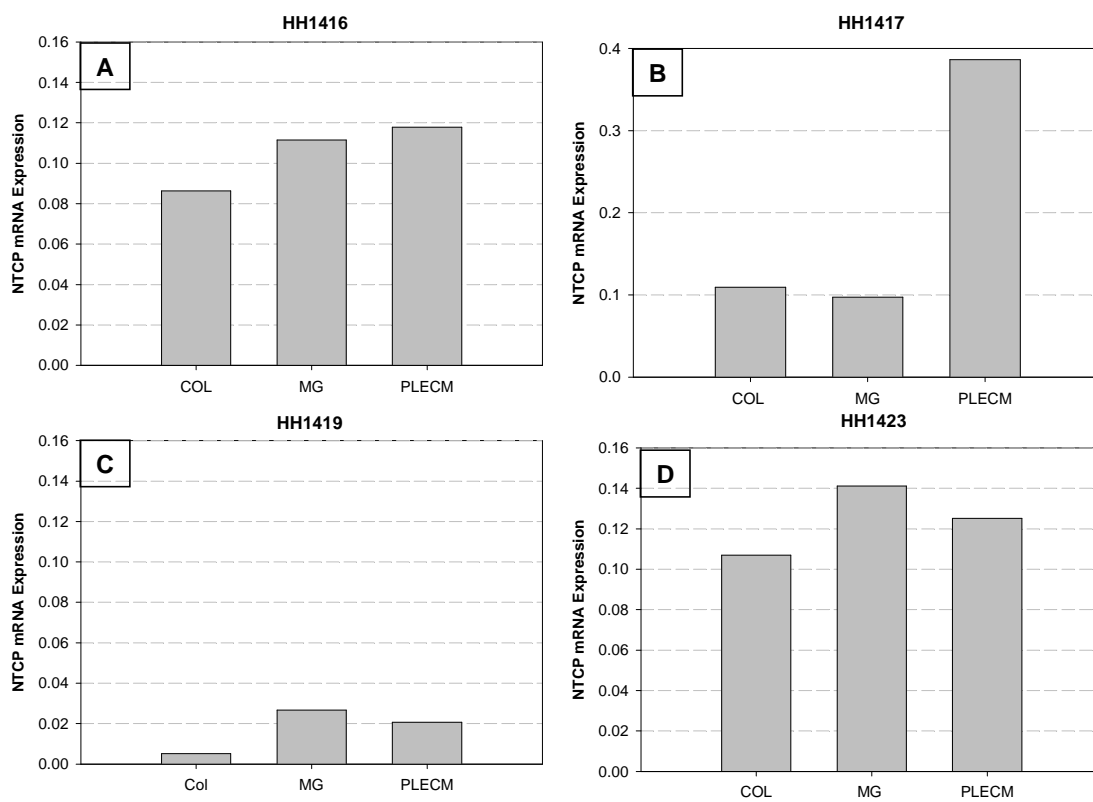 HH1416
A
NTCP mRNA Expression
0.16
0.14
0.12
0.10
0.08
0.06
0.04
0.02
0.00
COL MG PLECM
HH1417
B
NTCP mRNA Expression
0.4
0.3
0.2
0.1
0.0
COL MG PLECM
HH1419
C
NTCP mRNA Expression
0.16
0.14
0.12
0.10
0.08
0.06
0.04
0.02
0.00
Col MG PLECM
HH1423
D
NTCP mRNA Expression
0.16
0.14
0.12
0.10
0.08
0.06
0.04
0.02
0.00
COL MG PLECM